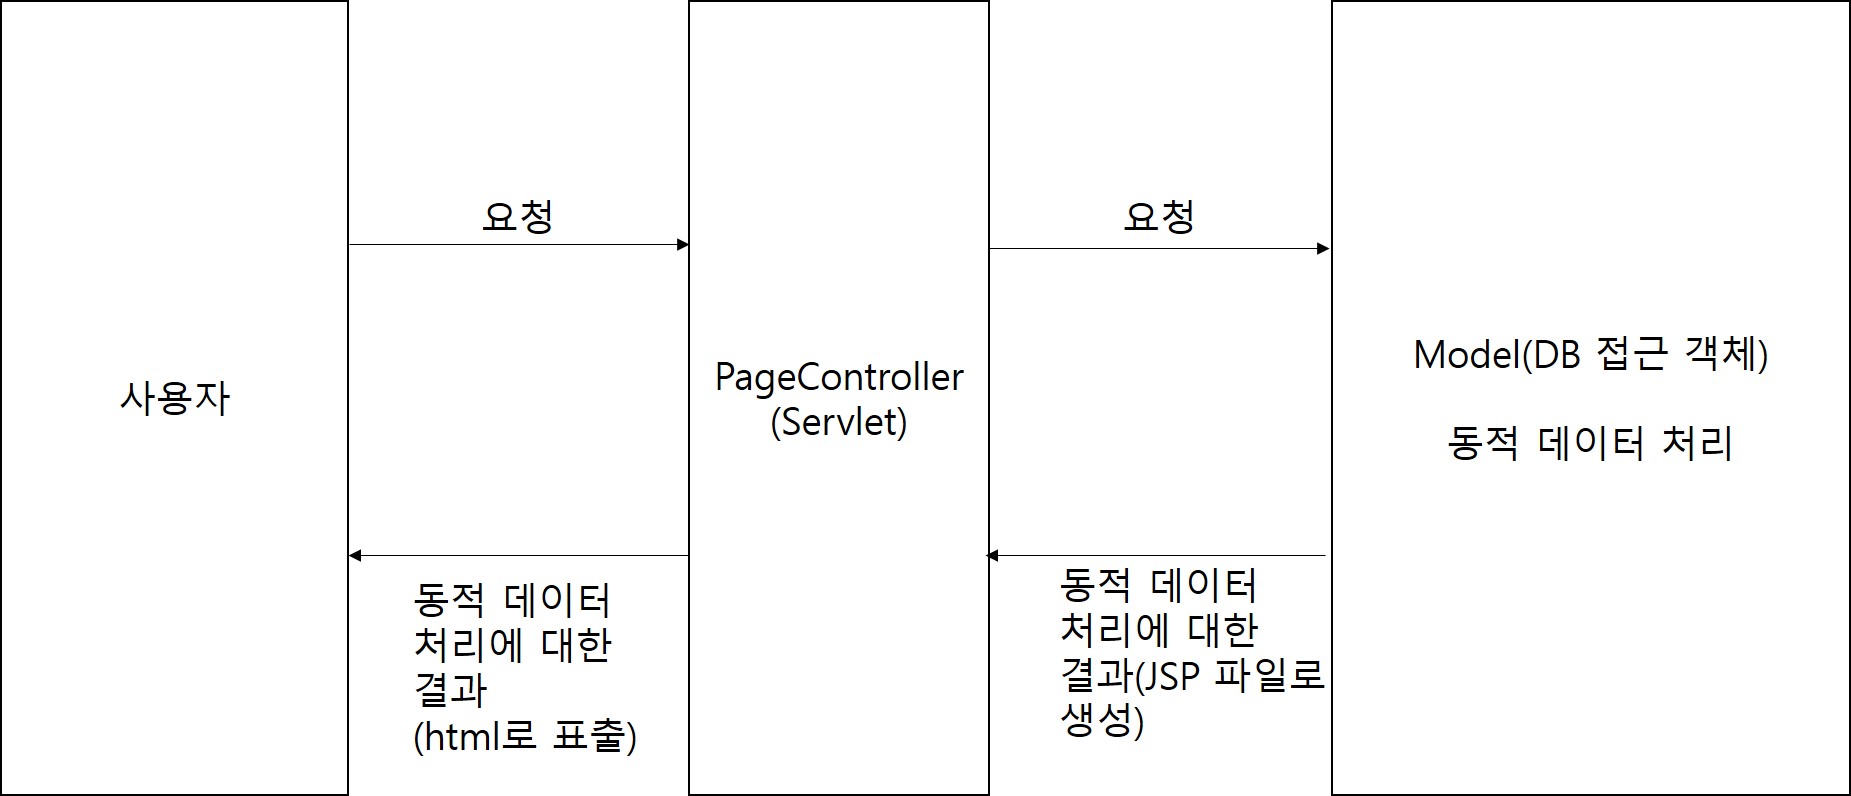 사용자
요청
동적 데이터
처리에 대한
결과
(html로 표출)
PageController
(Servlet)
요청
동적 데이터
처리에 대한
결과(JSP 파일로
생성)
Model(DB 접근 객체)
동적 데이터 처리